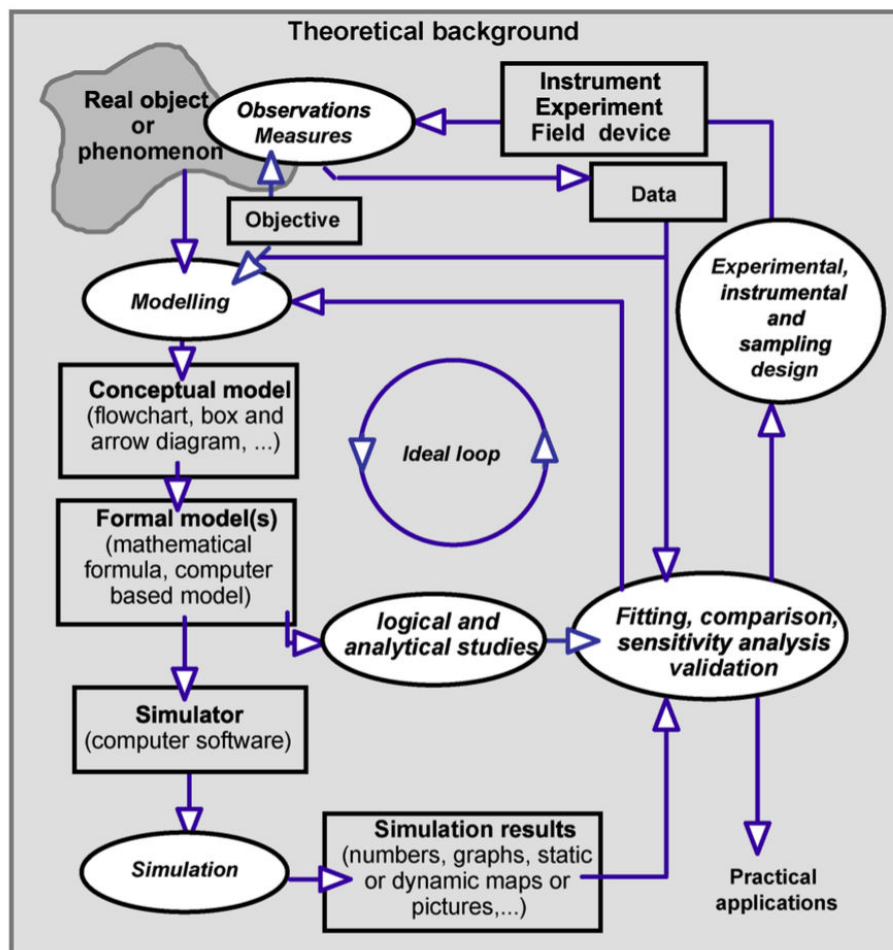 Theoretical background
Real object
or
phenomenon
Observations
Measures
Instrument
Experiment
Field device
Data
Objective
Modelling
Experimental,
instrumental
and
sampling
design
Conceptual model
(flowchart, box and
arrow diagram, ...)
Ideal loop
Formal model(s)
(mathematical
formula, computer
based model)
logical and
analytical studies
Fitting, comparison,
sensitivity analysis
validation
Simulator
(computer software)
Simulation
Simulation results
(numbers, graphs, static
or dynamic maps or
pictures,...)
Practical
applications